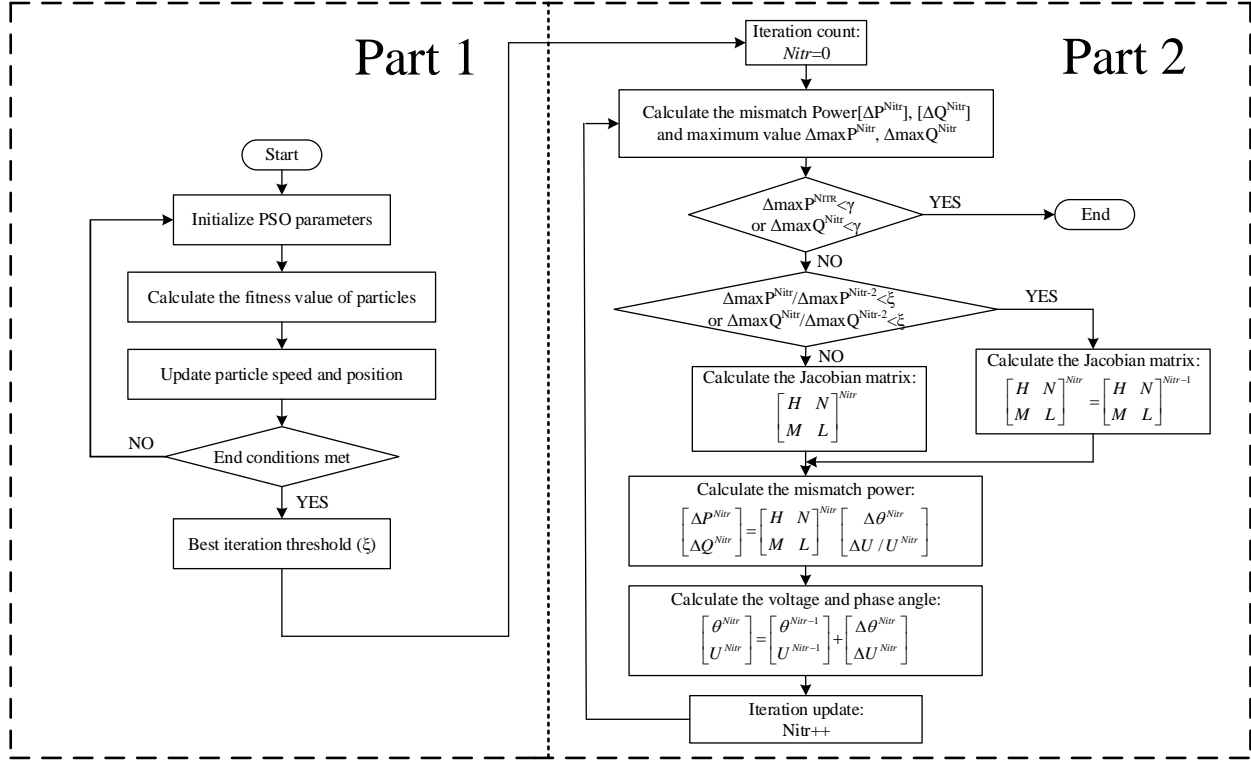 Part 1
Start
Initialize PSO parameters
Calculate the fitness value of particles
Update particle speed and position
End conditions met
NO
YES
Best iteration threshold (ξ)
Part 2
Iteration count:
Nitr=0
Calculate the mismatch Power[ΔP^Nitr], [ΔQ^Nitr]
and maximum value ΔmaxP^Nitr, ΔmaxQ^Nitr
ΔmaxP^NITR<γ
or ΔmaxQ^Nitr<γ
YES
End
NO
ΔmaxP^Nitr/ΔmaxP^Nitr-2<ξ
or ΔmaxQ^Nitr/ΔmaxQ^Nitr-2<ξ
YES
NO
Calculate the Jacobian matrix:
[H N]^Nitr
[M L]
Calculate the Jacobian matrix:
[H N]^Nitr = [H N]^Nitr-1
[M L] [M L]
Calculate the mismatch power:
[ΔP^Nitr] = [H N]^Nitr [Δθ^Nitr]
[ΔQ^Nitr] [M L] [ΔU / U^Nitr]
Calculate the voltage and phase angle:
[θ^Nitr] = [θ^Nitr-1] + [Δθ^Nitr]
[U^Nitr] [U^Nitr-1] [ΔU^Nitr]
Iteration update:
Nitr++